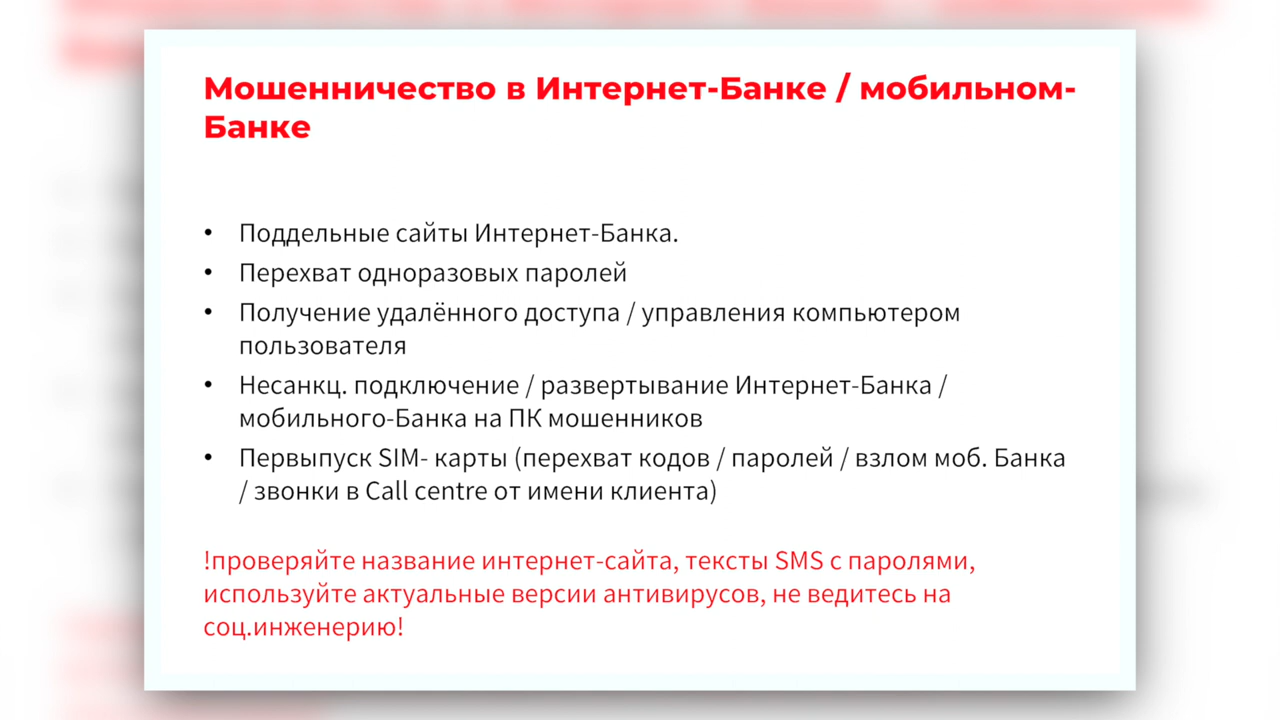 Мошенничество в Интернет-Банке / мобильном-
Банке
• Поддельные сайты Интернет-Банка.
• Перехват одноразовых паролей
• Получение удалённого доступа / управления компьютером
пользователя
• Несанкц. подключение / развертывание Интернет-Банка /
мобильного-Банка на ПК мошенников
• Первыпуск SIM- карты (перехват кодов / паролей / взлом моб. Банка
/ звонки в Call centre от имени клиента)
!проверяйте название интернет-сайта, тексты SMS с паролями,
используйте актуальные версии антивирусов, не ведитесь на
соц.инженерию!